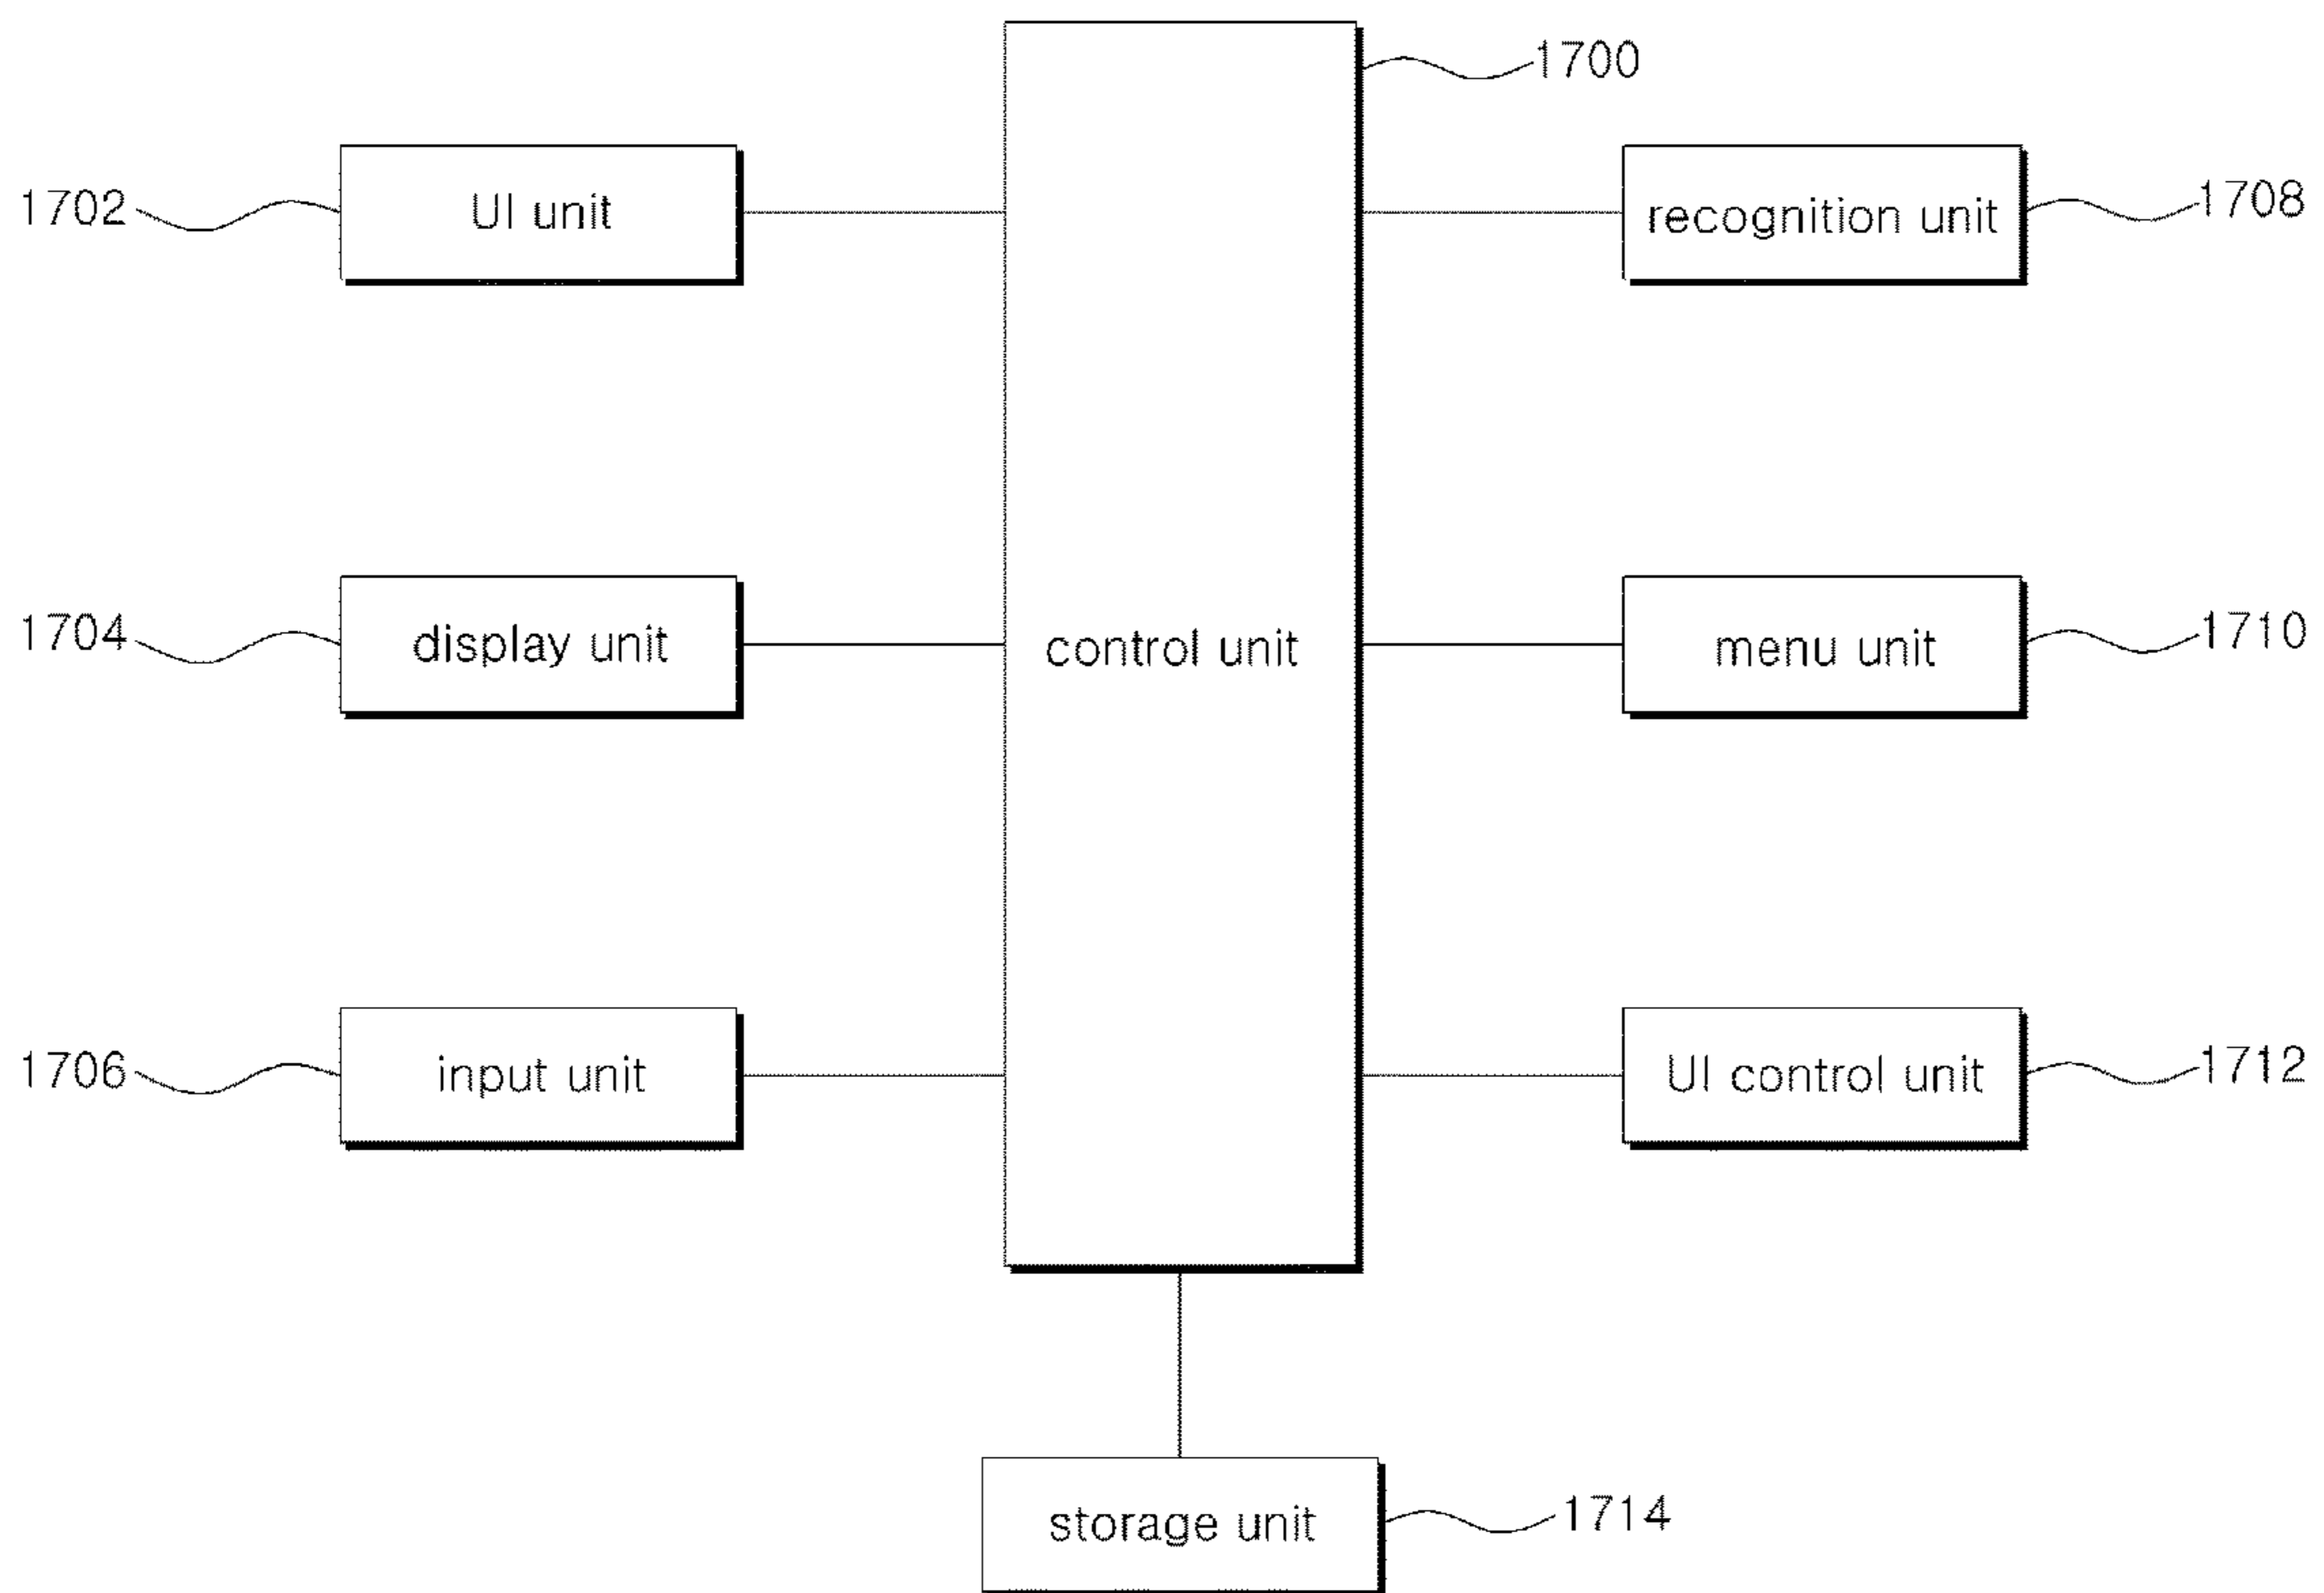 1700
1702
UI unit
recognition unit
1708
1704
display unit
control unit
menu unit
1710
1706
input unit
UI control unit
1712
storage unit
1714